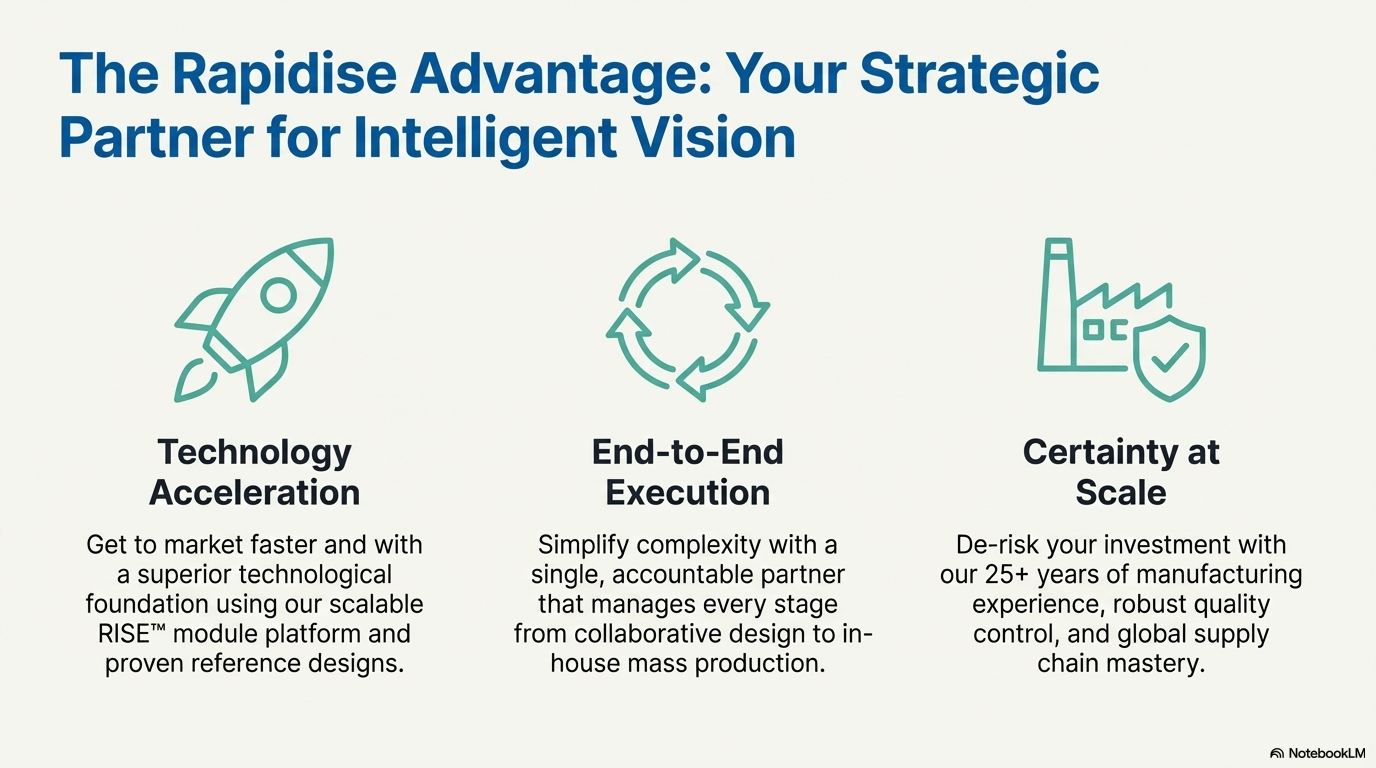 The Rapidise Advantage: Your Strategic
Partner for Intelligent Vision
Technology
Acceleration
Get to market faster and with
a superior technological
foundation using our scalable
RISE™ module platform and
proven reference designs.
End-to-End
Execution
Simplify complexity with a
single, accountable partner
that manages every stage
from collaborative design to in-
house mass production.
Certainty at
Scale
De-risk your investment with
our 25+ years of manufacturing
experience, robust quality
control, and global supply
chain mastery.
NotebookLM